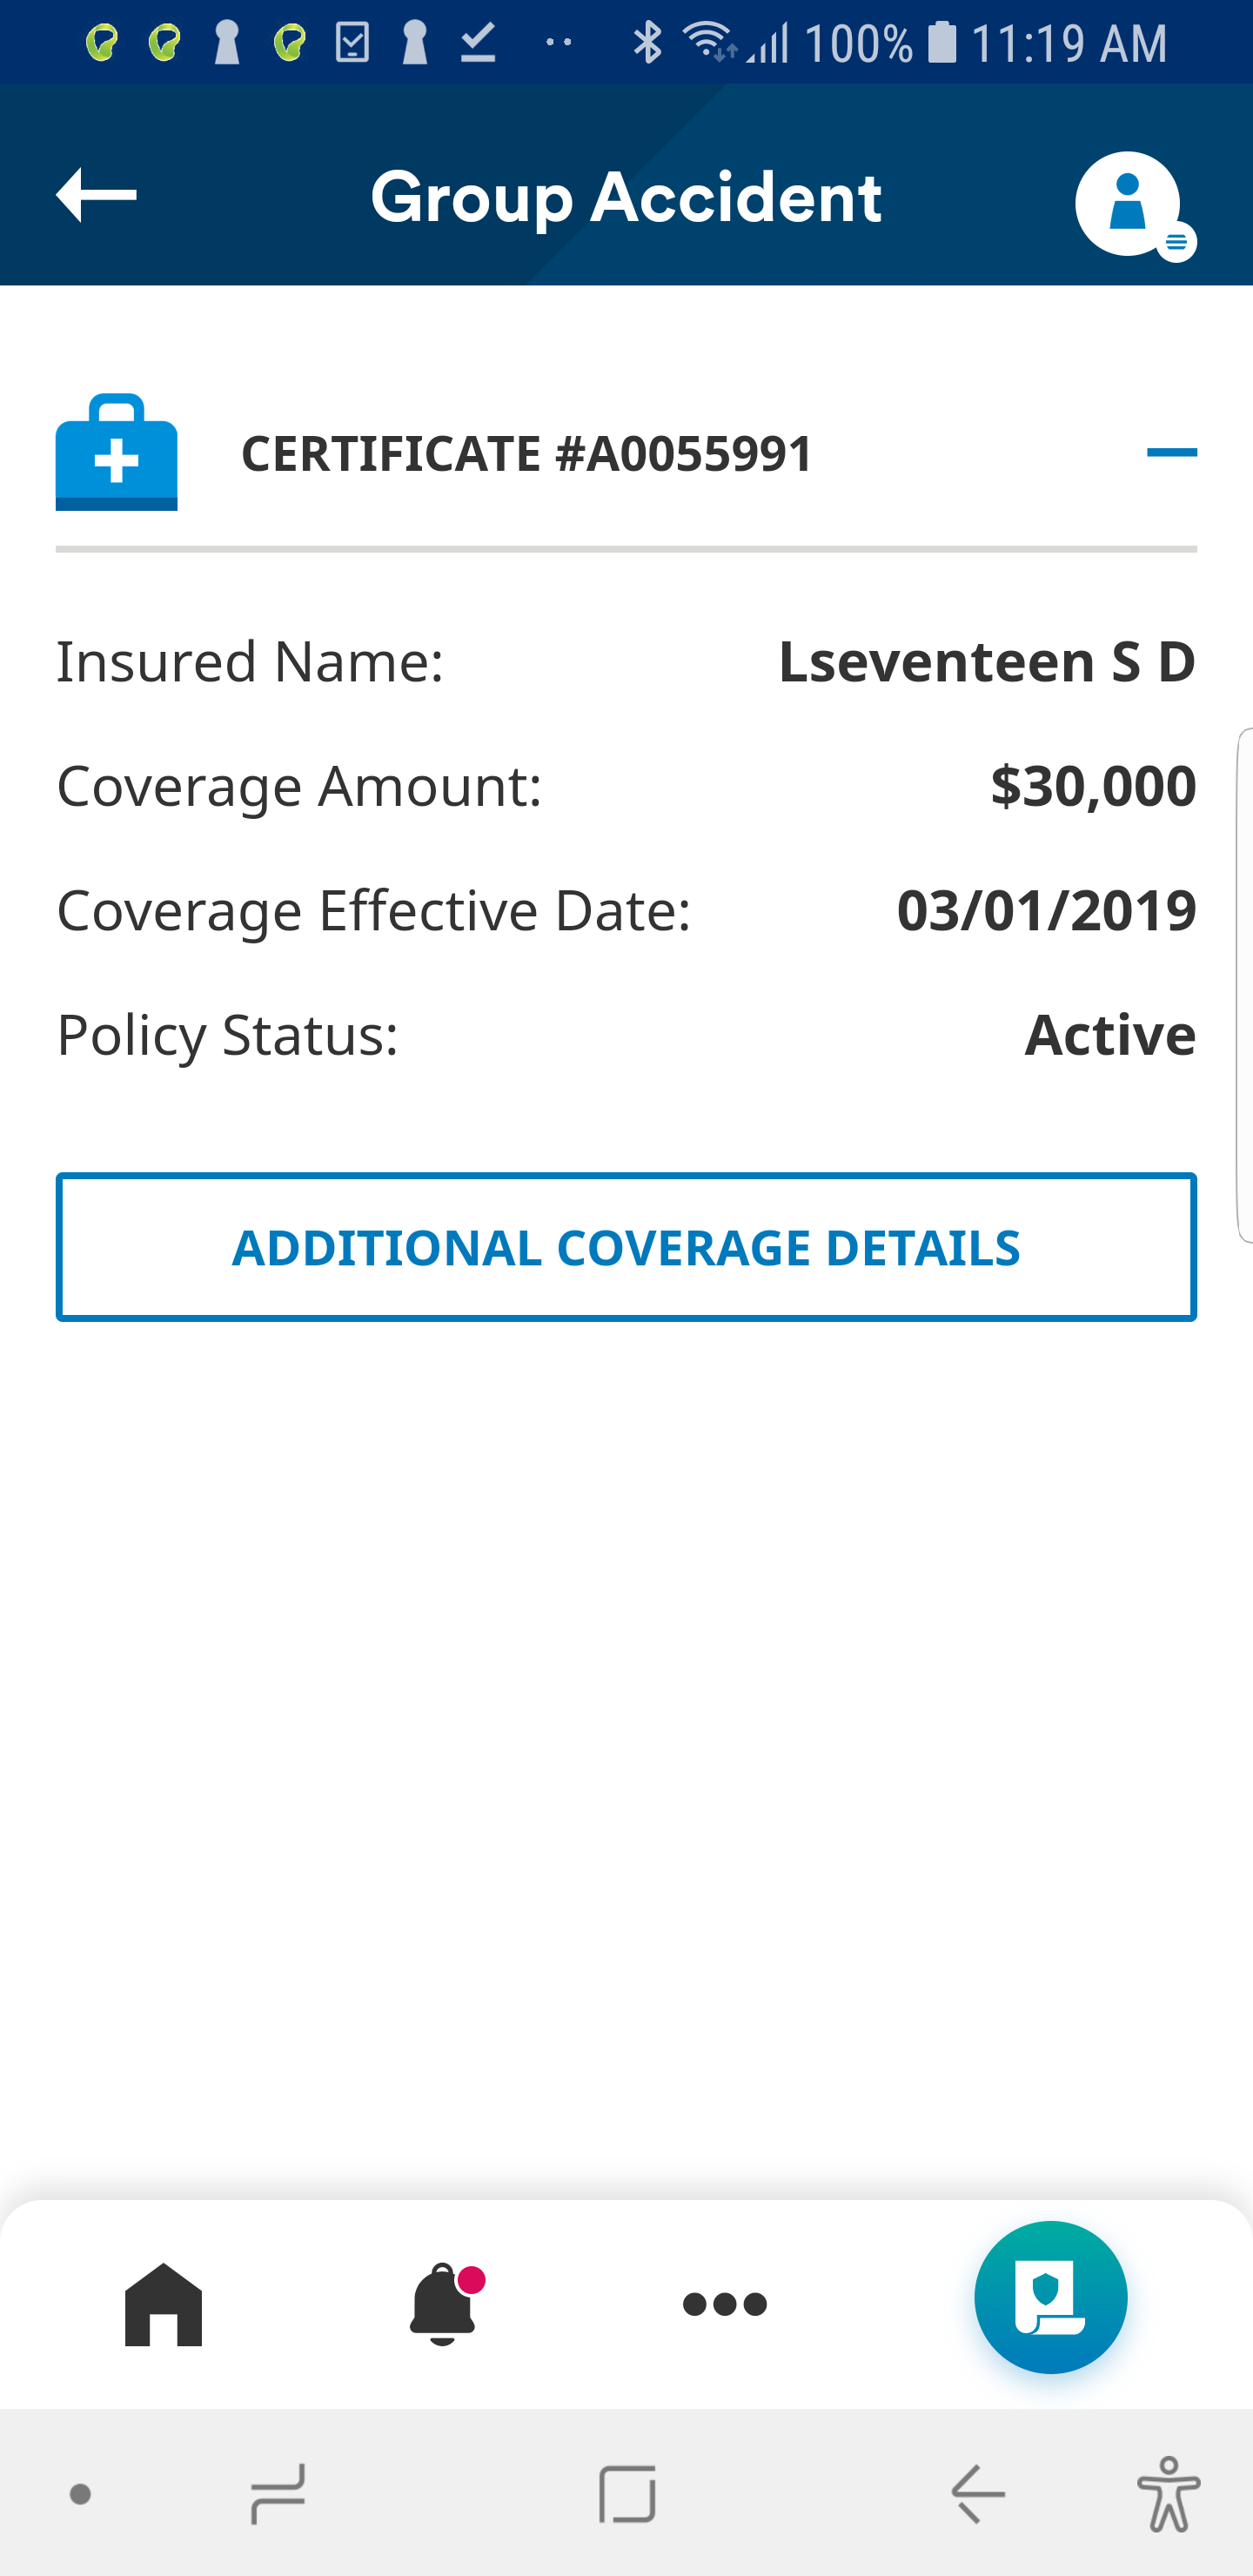 100% 11:19 AM
Group Accident
CERTIFICATE #A0055991
Insured Name: Lseventeen S D
Coverage Amount: $30,000
Coverage Effective Date: 03/01/2019
Policy Status: Active
ADDITIONAL COVERAGE DETAILS